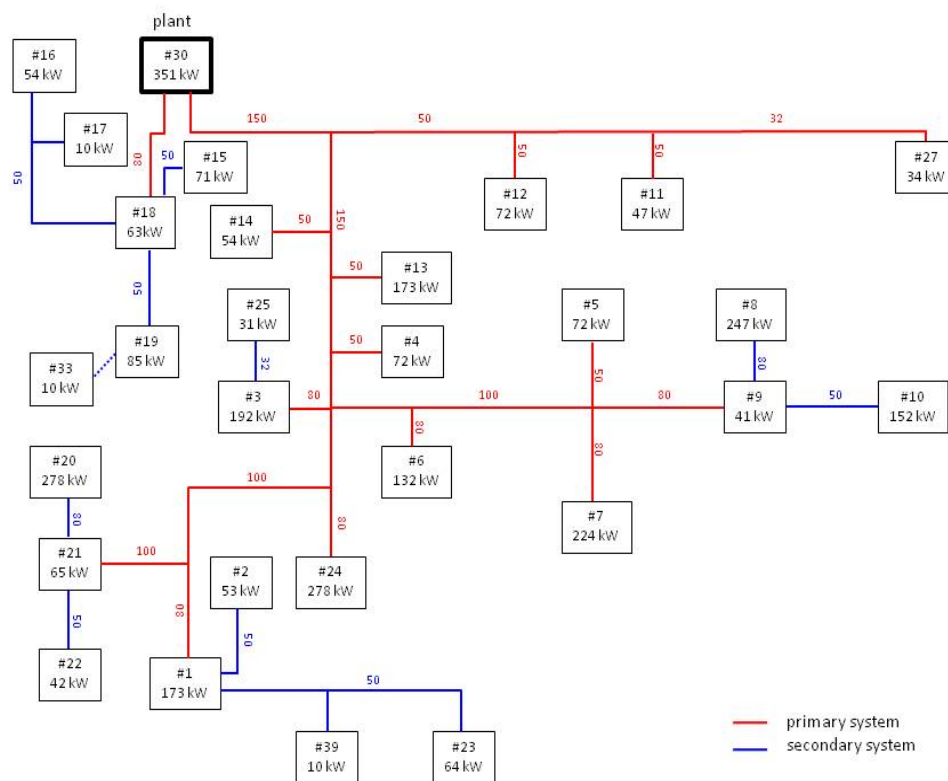 plant
#16
54 kW
#30
351 kW
150
50
32
#17
10 kW
80
50
#15
71 kW
50
50
#12
72 kW
50
#11
47 kW
#27
34 kW
50
#18
63kW
#14
54 kW
50
150
50
#13
173 kW
50
#19
85 kW
#33
10 kW
#25
31 kW
32
50
#4
72 kW
#5
72 kW
50
#8
247 kW
80
#3
192 kW
80
100
80
#9
41 kW
50
#10
152 kW
80
#6
132 kW
80
#7
224 kW
#20
278 kW
80
100
80
#21
65 kW
100
#24
278 kW
#2
53 kW
50
80
50
#22
42 kW
#1
173 kW
50
#39
10 kW
#23
64 kW
primary system
secondary system